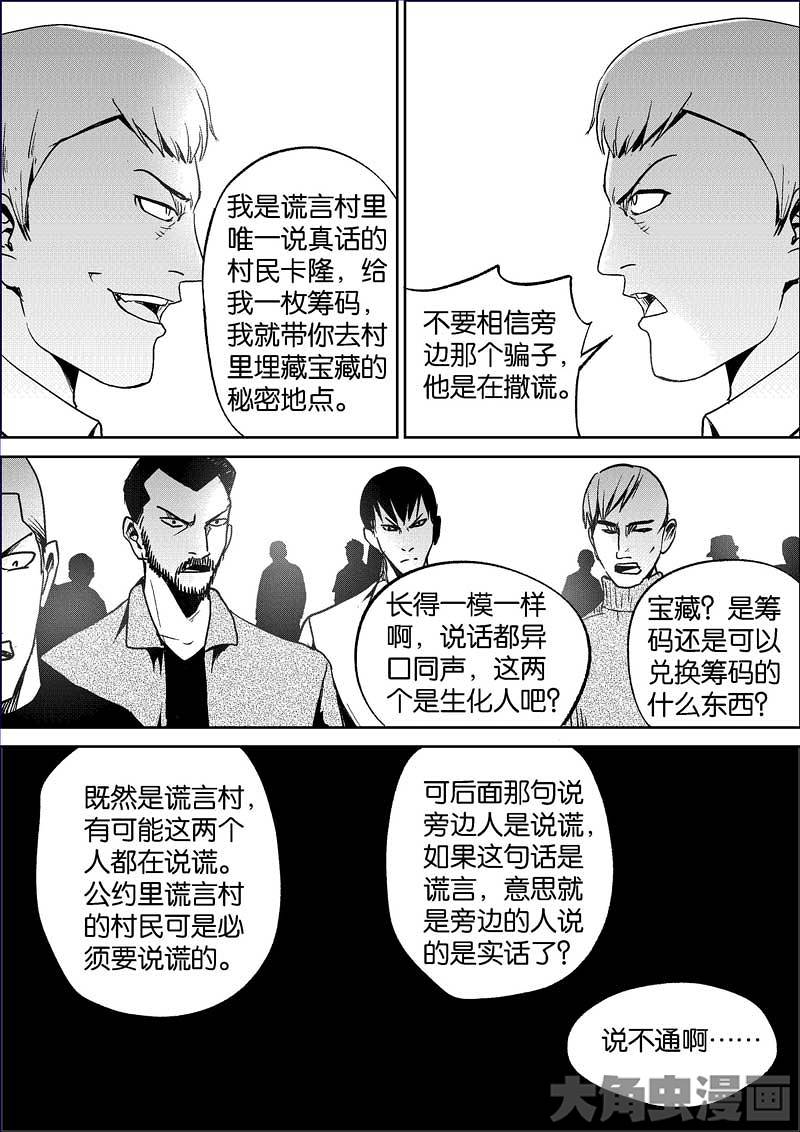 我是谎言村里
唯一说真话的
村民卡隆，给
我一枚筹码，
我就带你去村
里埋藏宝藏的
秘密地点。
不要相信旁
边那个骗子，
他是在撒谎。
长得一模一样
啊，说话都异
口同声，这两
个是生化人吧？
宝藏？是筹
码还是可以
兑换筹码的
什么东西？
既然是谎言村，
有可能这两个
人都在说谎。
公约里谎言村
的村民可是必
须要说谎的。
可后面那句说
旁边人是说谎，
如果这句话是
谎言，意思就
是旁边的人说
的是实话了？
说不通啊……
大角虫漫画